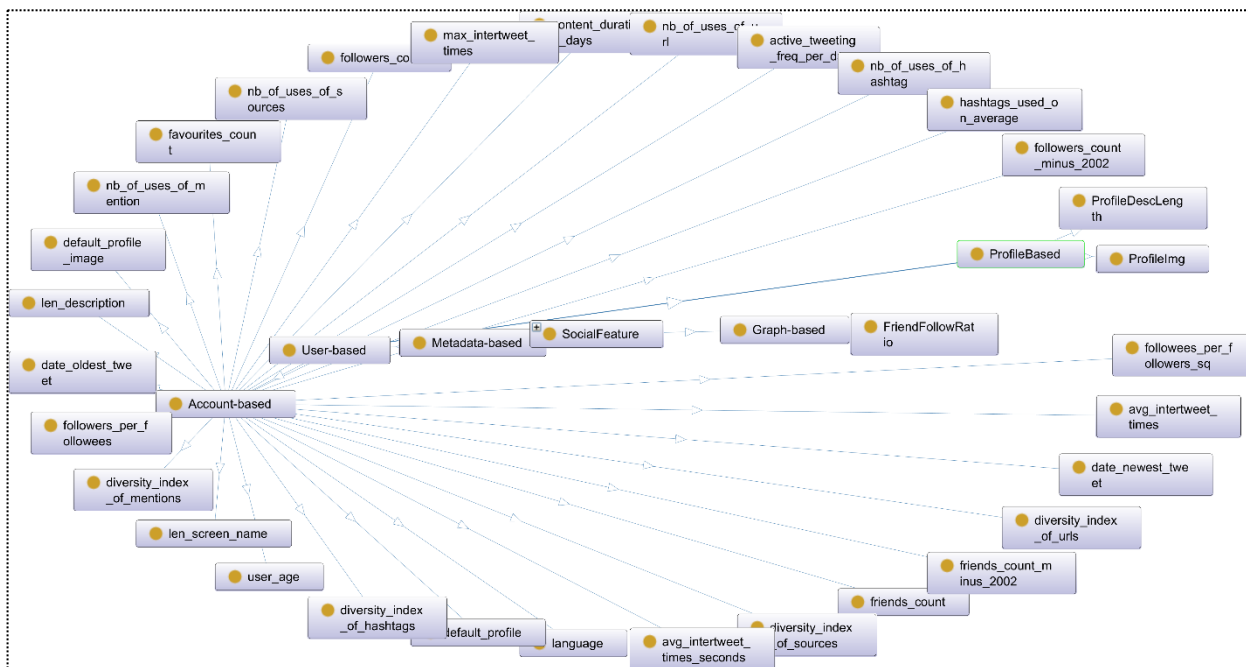 content_durati
_days
nb_of_uses_of_u
rl
max_intertweet_
times
active_tweeting
_freq_per_d
followers_co
nb_of_uses_of_h
ashtag
nb_of_uses_of_s
ources
hashtags_used_o
n_average
favourites_coun
t
followers_count
_minus_2002
nb_of_uses_of_m
ention
ProfileDescLeng
th
default_profile
_image
ProfileBased
ProfileImg
len_description
User-based
Metadata-based
SocialFeature
Graph-based
FriendFollowRat
io
date_oldest_twe
et
followees_per_f
ollowers_sq
Account-based
avg_intertweet_
times
followers_per_f
ollowees
date_newest_twe
et
diversity_index
_of_mentions
diversity_index
_of_urls
len_screen_name
friends_count_m
inus_2002
user_age
friends_count
diversity_index
_of_hashtags
default_profile
language
avg_intertweet_
times_seconds
diversity_index
_of_sources